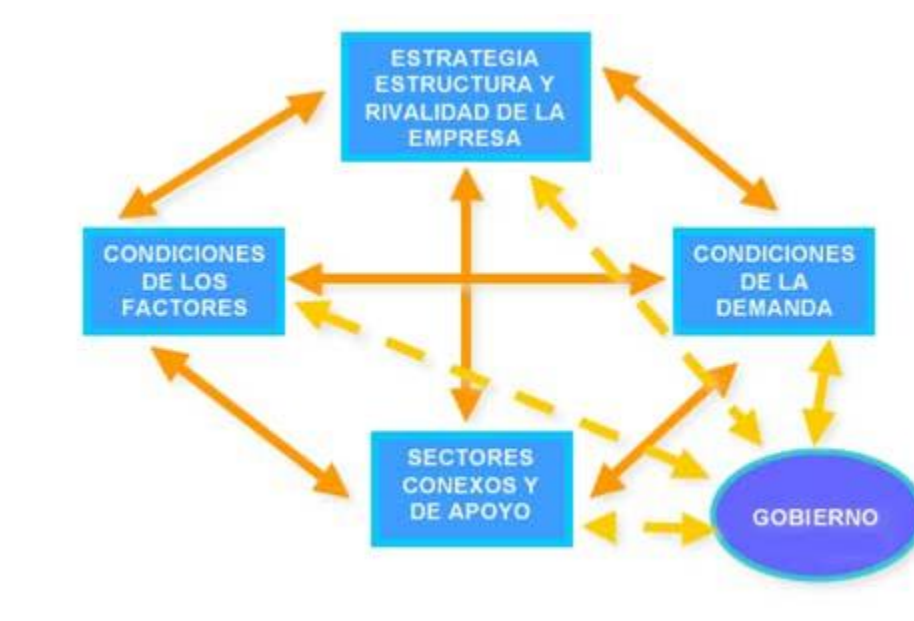 ESTRATEGIA
ESTRUCTURA Y
RIVALIDAD DE LA
EMPRESA
CONDICIONES
DE LOS
FACTORES
CONDICIONES
DE LA
DEMANDA
SECTORES
CONEXOS Y
DE APOYO
GOBIERNO